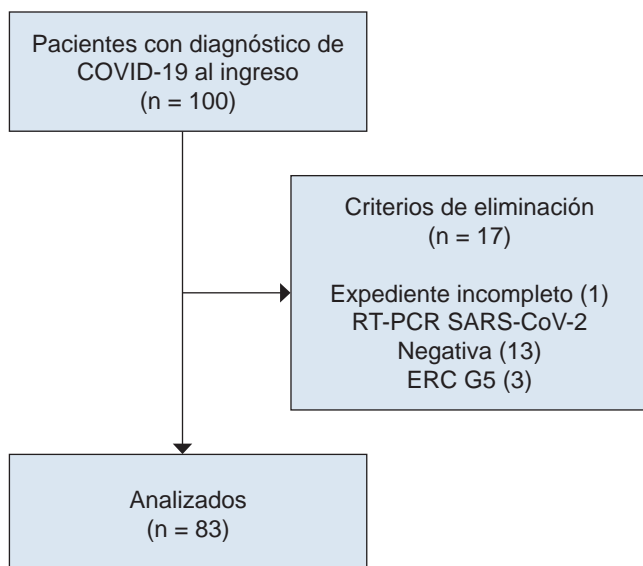 Pacientes con diagnóstico de
COVID-19 al ingreso
(n = 100)
Criterios de eliminación
(n = 17)
Expediente incompleto (1)
RT-PCR SARS-CoV-2
Negativa (13)
ERC G5 (3)
Analizados
(n = 83)